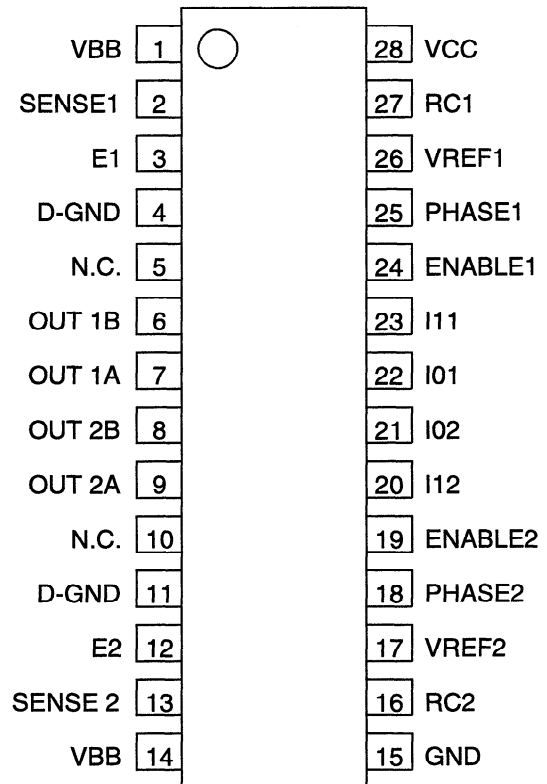 VBB 1 28 VCC
SENSE1 2 27 RC1
E1 3 26 VREF1
D-GND 4 25 PHASE1
N.C. 5 24 ENABLE1
OUT 1B 6 23 I11
OUT 1A 7 22 I01
OUT 2B 8 21 I02
OUT 2A 9 20 I12
N.C. 10 19 ENABLE2
D-GND 11 18 PHASE2
E2 12 17 VREF2
SENSE 2 13 16 RC2
VBB 14 15 GND